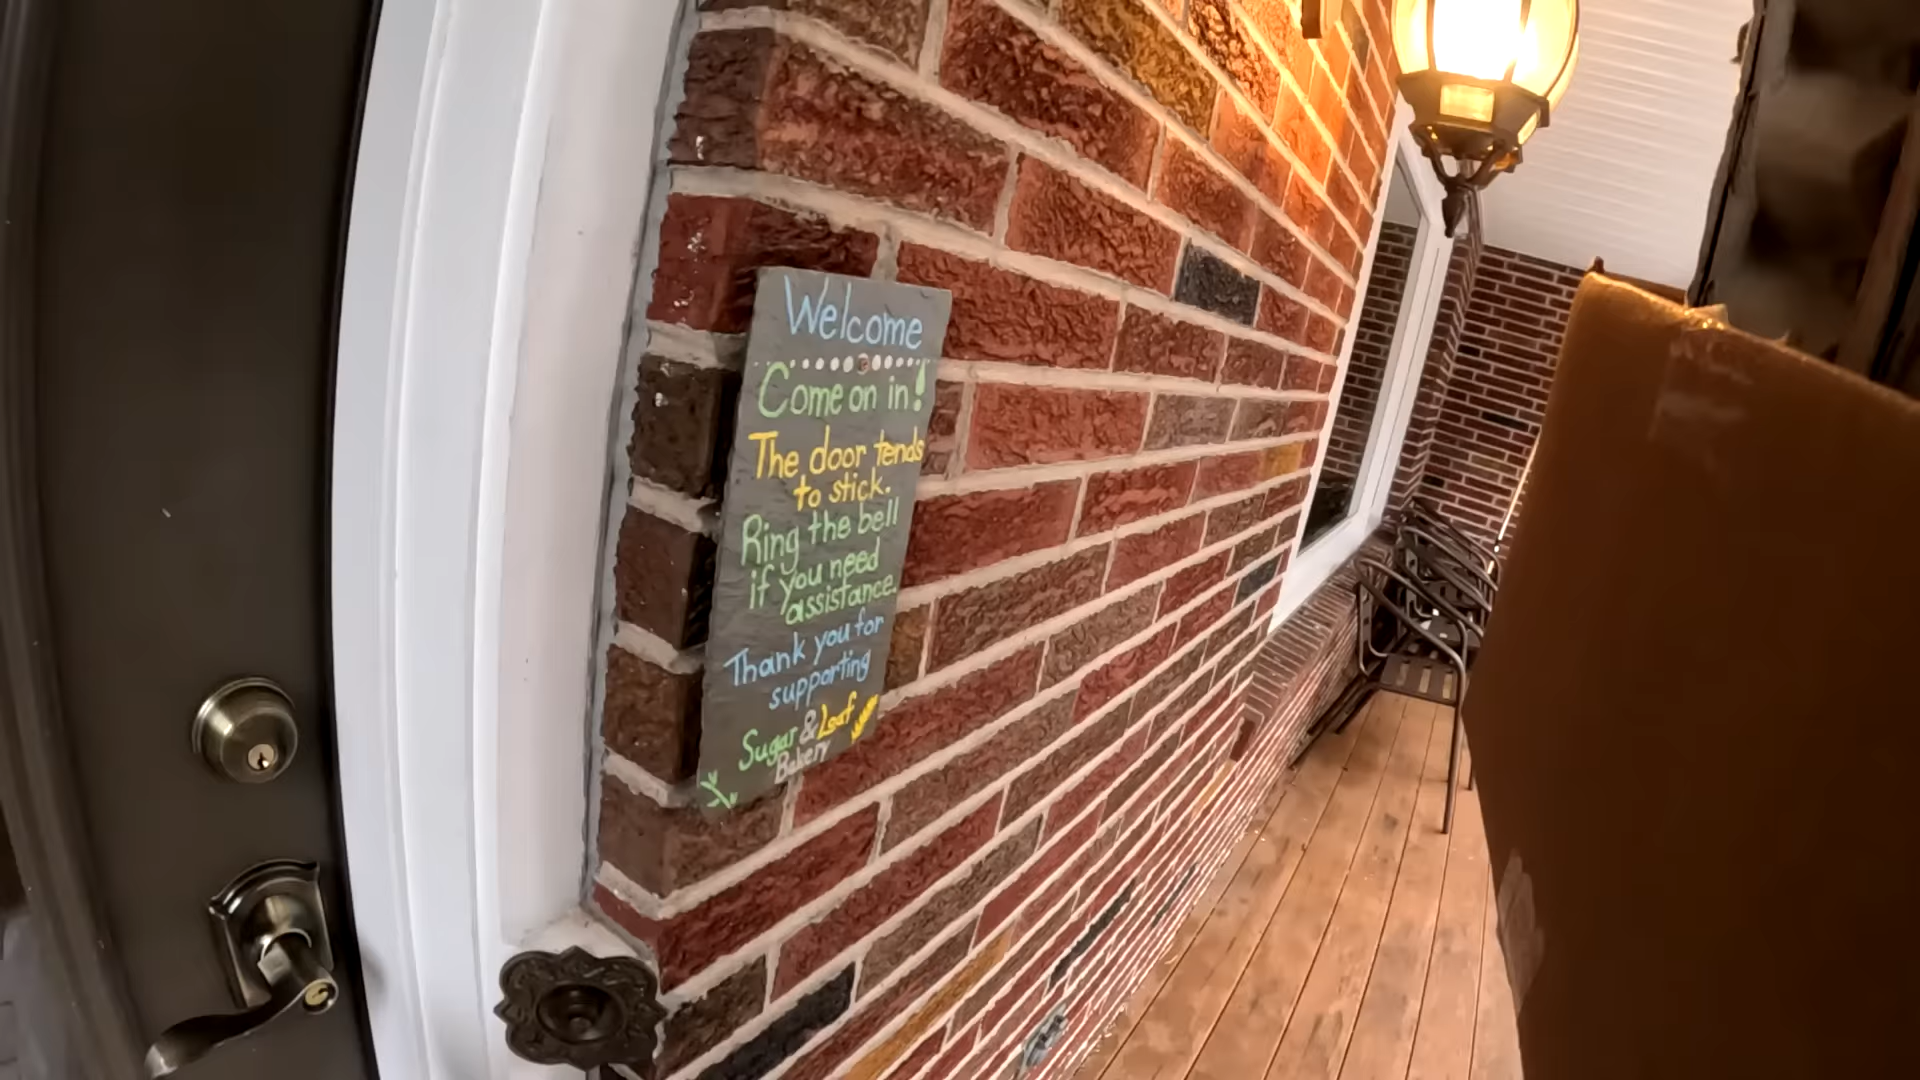 Welcome
Come on in!
The door tends
to stick.
Ring the bell
if you need
assistance.
Thank you for
supporting
Sugar & Leaf
Bakery